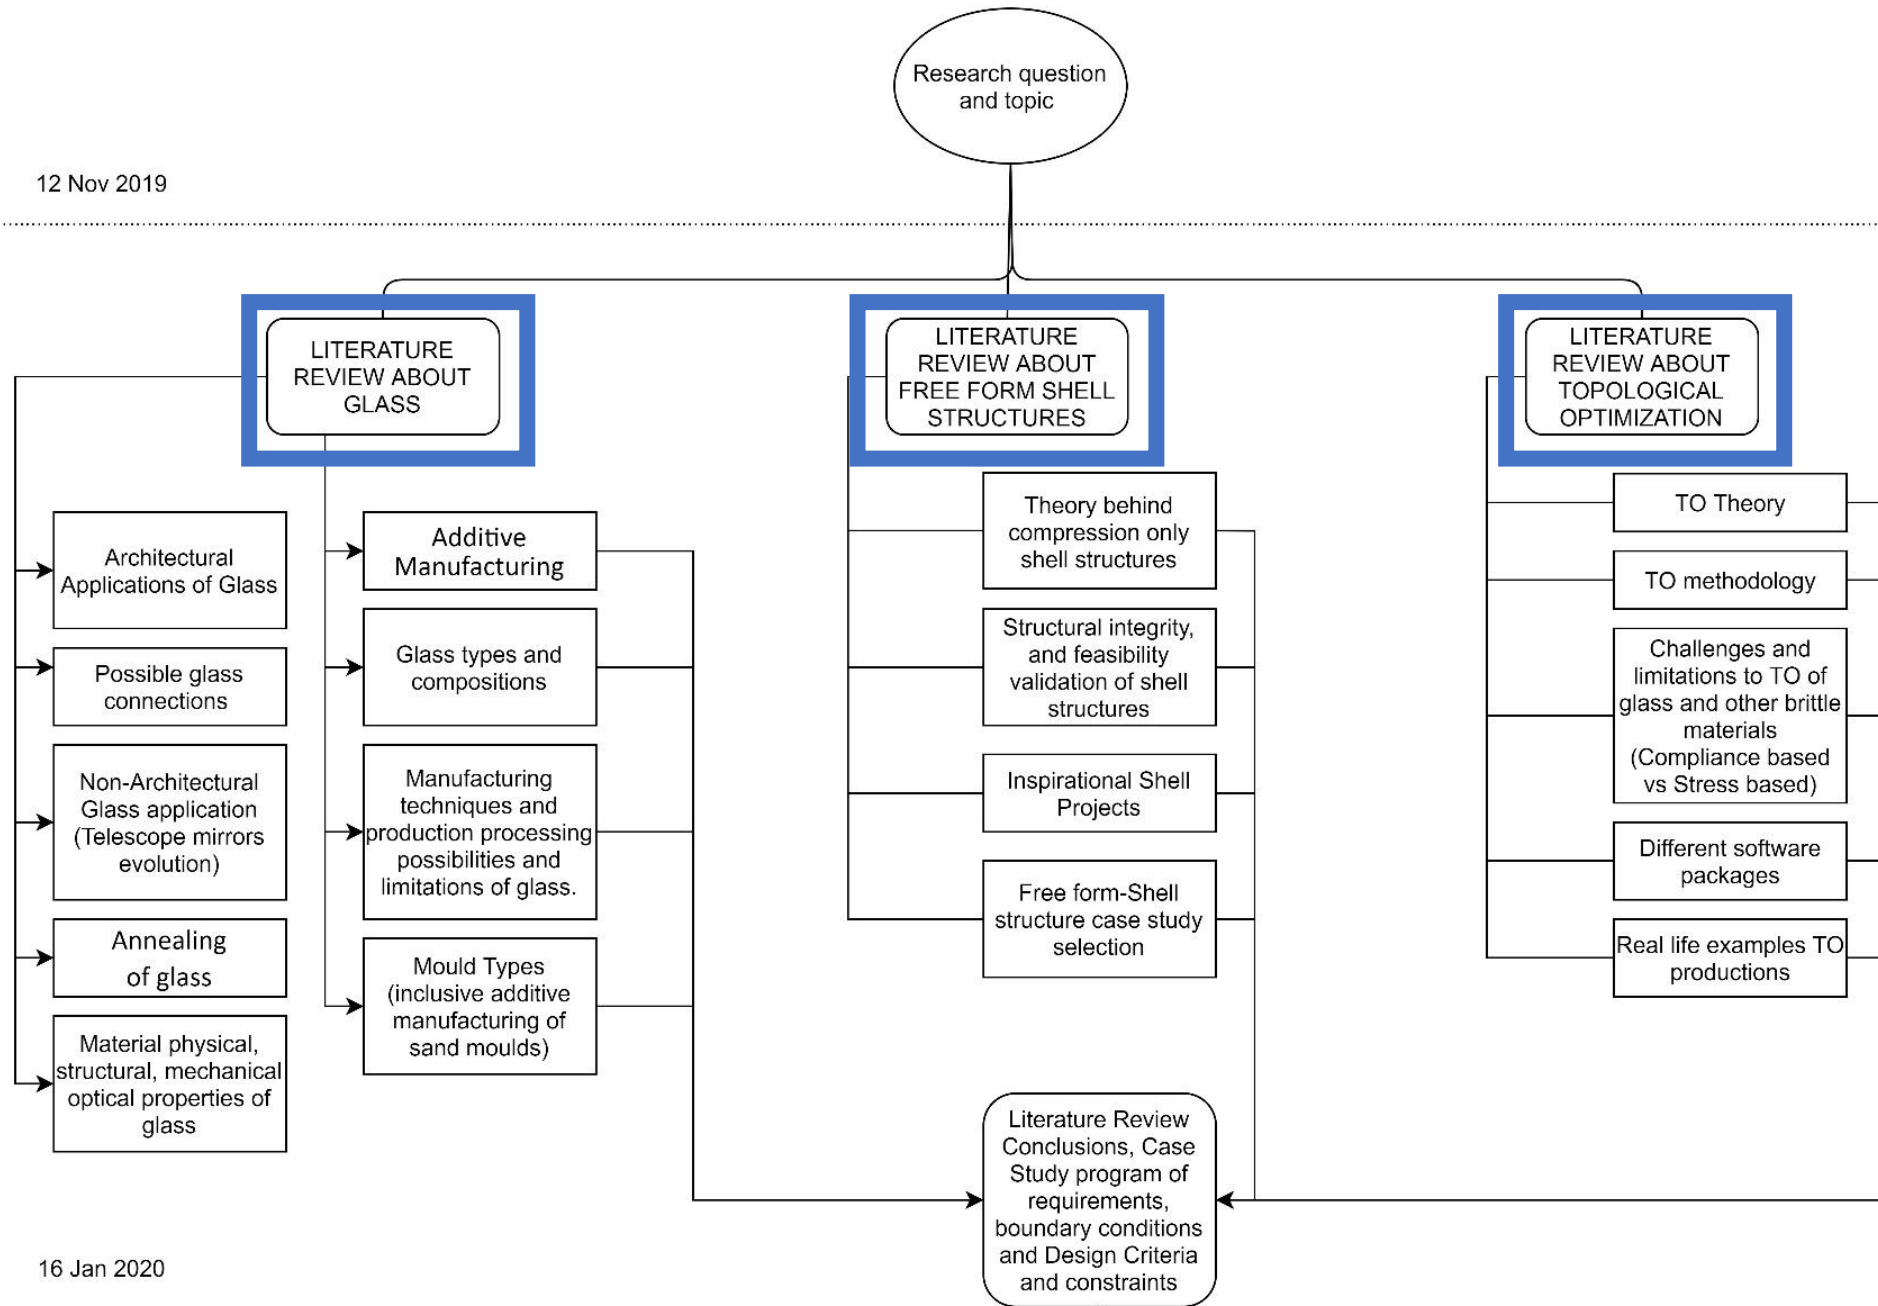 Research question
and topic
12 Nov 2019
LITERATURE
REVIEW ABOUT
GLASS
LITERATURE
REVIEW ABOUT
FREE FORM SHELL
STRUCTURES
LITERATURE
REVIEW ABOUT
TOPOLOGICAL
OPTIMIZATION
Architectural
Applications of Glass
Possible glass
connections
Non-Architectural
Glass application
(Telescope mirrors
evolution)
Annealing
of glass
Material physical,
structural, mechanical
optical properties of
glass
Additive
Manufacturing
Glass types and
compositions
Manufacturing
techniques and
production processing
possibilities and
limitations of glass.
Mould Types
(inclusive additive
manufacturing of
sand moulds)
Theory behind
compression only
shell structures
Structural integrity,
and feasibility
validation of shell
structures
Inspirational Shell
Projects
Free form-Shell
structure case study
selection
TO Theory
TO methodology
Challenges and
limitations to TO of
glass and other brittle
materials
(Compliance based
vs Stress based)
Different software
packages
Real life examples TO
productions
Literature Review
Conclusions, Case
Study program of
requirements,
boundary conditions
and Design Criteria
and constraints
16 Jan 2020